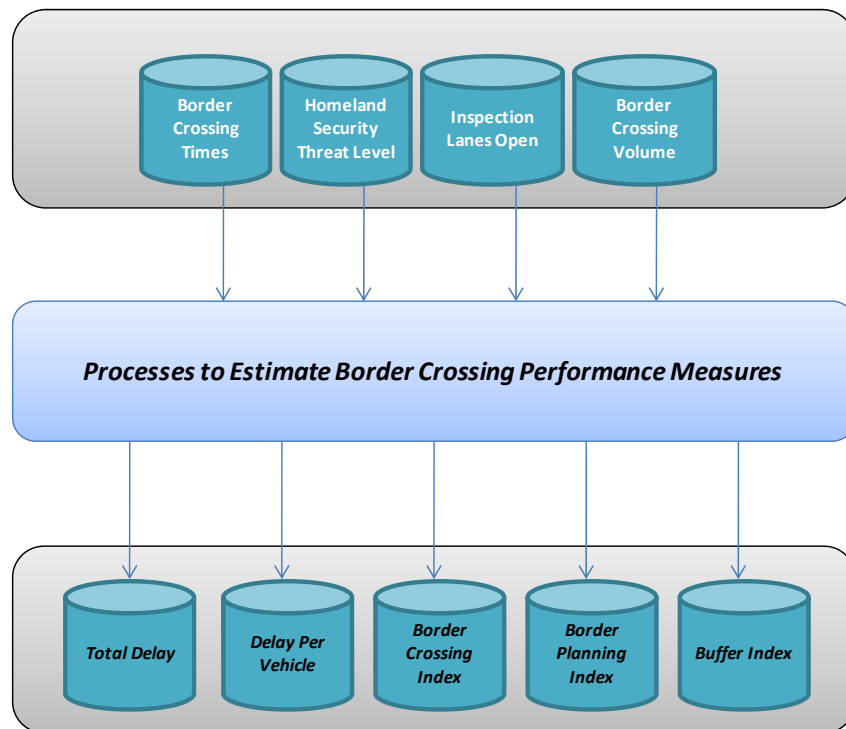 Border
Crossing
Times
Homeland
Security
Threat Level
Inspection
Lanes Open
Border
Crossing
Volume
Processes to Estimate Border Crossing Performance Measures
Total Delay
Delay Per
Vehicle
Border
Crossing
Index
Border
Planning
Index
Buffer Index